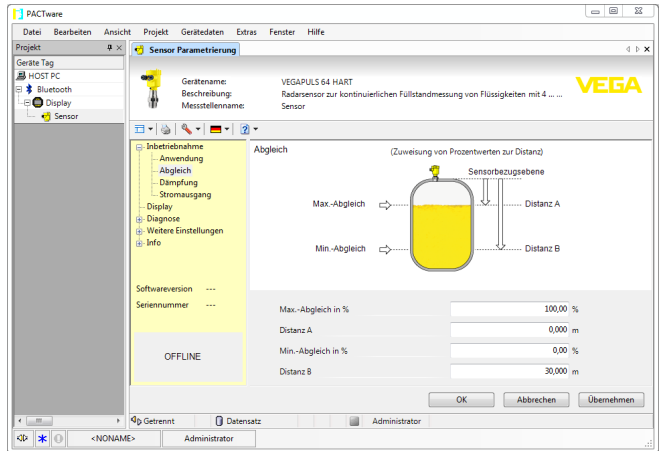 PACTware
Datei Bearbeiten Ansicht Projekt Gerätedaten Extras Fenster Hilfe
Projekt
Geräte Tag
HOST PC
Bluetooth
Display
Sensor
Sensor Parametrierung
Gerätename: VEGAPULS 64 HART
Beschreibung: Radarsensor zur kontinuierlichen Füllstandmessung von Flüssigkeiten mit 4 ... ...
Messstellenname: Sensor
VEGA
Inbetriebnahme
Anwendung
Abgleich
Dämpfung
Stromausgang
Display
Diagnose
Weitere Einstellungen
Info
Softwareversion ---
Seriennummer ---
OFFLINE
Abgleich
(Zuweisung von Prozentwerten zur Distanz)
Sensorbezugsebene
Max.-Abgleich
Distanz A
Min.-Abgleich
Distanz B
Max.-Abgleich in % 100,00 %
Distanz A 0,000 m
Min.-Abgleich in % 0,00 %
Distanz B 30,000 m
OK Abbrechen Übernehmen
Getrennt Datensatz Administrator
<NONAME> Administrator